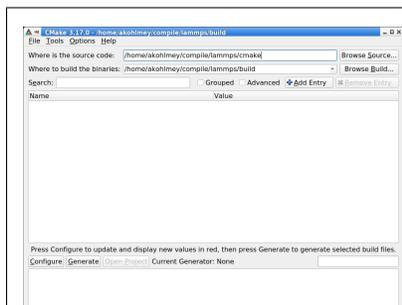 CMake 3.17.0 - /home/akohlmey/compile/lammps/build
File Tools Options Help
Where is the source code: /home/akohlmey/compile/lammps/cmake Browse Source...
Where to build the binaries: /home/akohlmey/compile/lammps/build Browse Build...
Search: Grouped Advanced Add Entry Remove Entry
Name Value
Press Configure to update and display new values in red, then press Generate to generate selected build files.
Configure Generate Open Project Current Generator: None